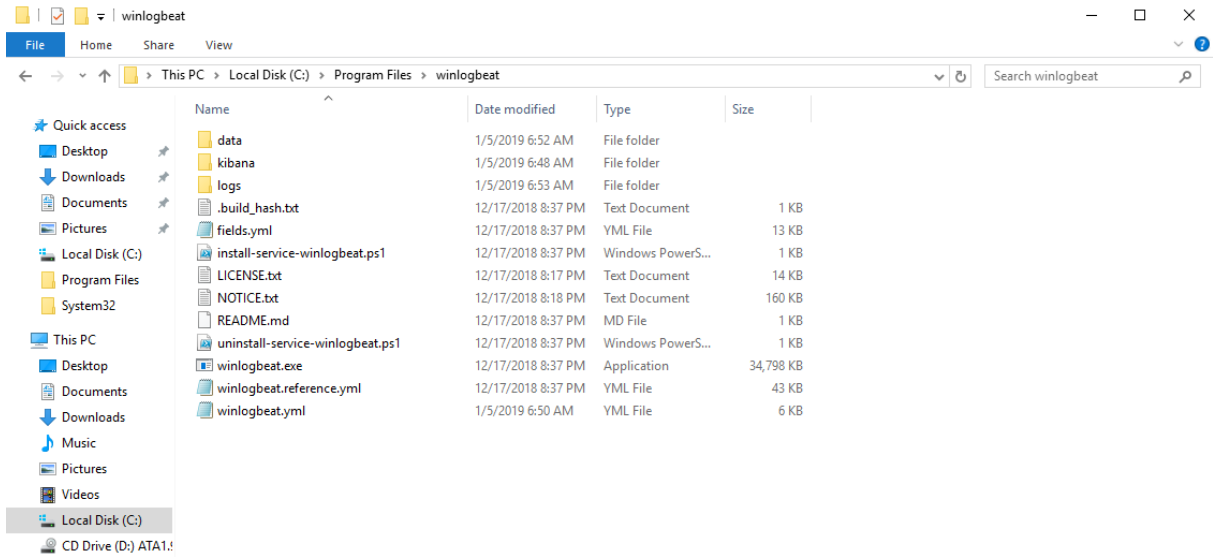 winlogbeat
File Home Share View
This PC > Local Disk (C:) > Program Files > winlogbeat
Search winlogbeat
Name Date modified Type Size
Quick access
Desktop
Downloads
Documents
Pictures
Local Disk (C:)
Program Files
System32
This PC
Desktop
Documents
Downloads
Music
Pictures
Videos
Local Disk (C:)
CD Drive (D:) ATA1.9
data 1/5/2019 6:52 AM File folder
kibana 1/5/2019 6:48 AM File folder
logs 1/5/2019 6:53 AM File folder
.build_hash.txt 12/17/2018 8:37 PM Text Document 1 KB
fields.yml 12/17/2018 8:37 PM YML File 13 KB
install-service-winlogbeat.ps1 12/17/2018 8:37 PM Windows PowerS... 1 KB
LICENSE.txt 12/17/2018 8:17 PM Text Document 14 KB
NOTICE.txt 12/17/2018 8:18 PM Text Document 160 KB
README.md 12/17/2018 8:37 PM MD File 1 KB
uninstall-service-winlogbeat.ps1 12/17/2018 8:37 PM Windows PowerS... 1 KB
winlogbeat.exe 12/17/2018 8:37 PM Application 34,798 KB
winlogbeat.reference.yml 12/17/2018 8:37 PM YML File 43 KB
winlogbeat.yml 1/5/2019 6:50 AM YML File 6 KB